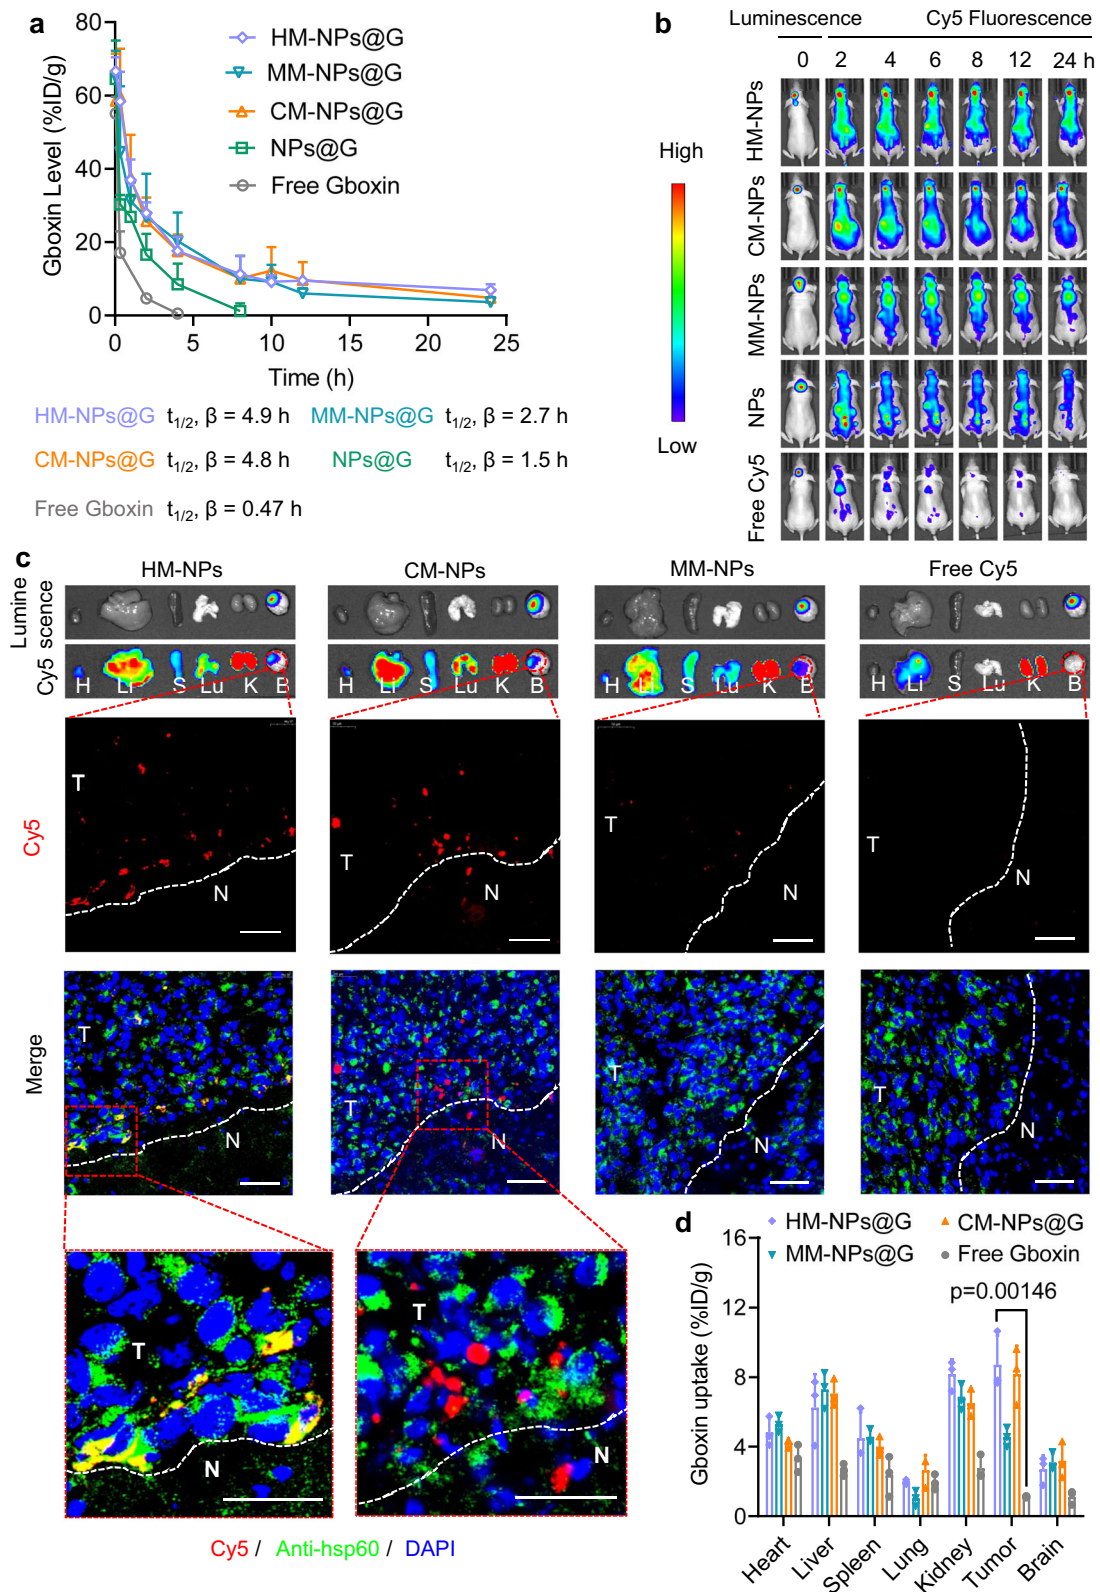 a
80
60
40
20
0
Gboxin Level (%ID/g)
HM-NPs@G
MM-NPs@G
CM-NPs@G
NPs@G
Free Gboxin
0 5 10 15 20 25
Time (h)
HM-NPs@G t1/2, β = 4.9 h MM-NPs@G t1/2, β = 2.7 h
CM-NPs@G t1/2, β = 4.8 h NPs@G t1/2, β = 1.5 h
Free Gboxin t1/2, β = 0.47 h
b
Luminescence Cy5 Fluorescence
0 2 4 6 8 12 24 h
High
Low
HM-NPs
CM-NPs
MM-NPs
NPs
Free Cy5
c
HM-NPs CM-NPs MM-NPs Free Cy5
Lumine
scence
Cy5
H Li S Lu K B
H Li S Lu K B
H Li S Lu K B
H Li S Lu K B
Cy5
T N
T N
T N
T N
Merge
T N
T N
T N
T N
T N
T N
Cy5 / Anti-hsp60 / DAPI
d
HM-NPs@G CM-NPs@G
MM-NPs@G Free Gboxin
p=0.00146
16
12
8
4
0
Gboxin uptake (%ID/g)
Heart Liver Spleen Lung Kidney Tumor Brain